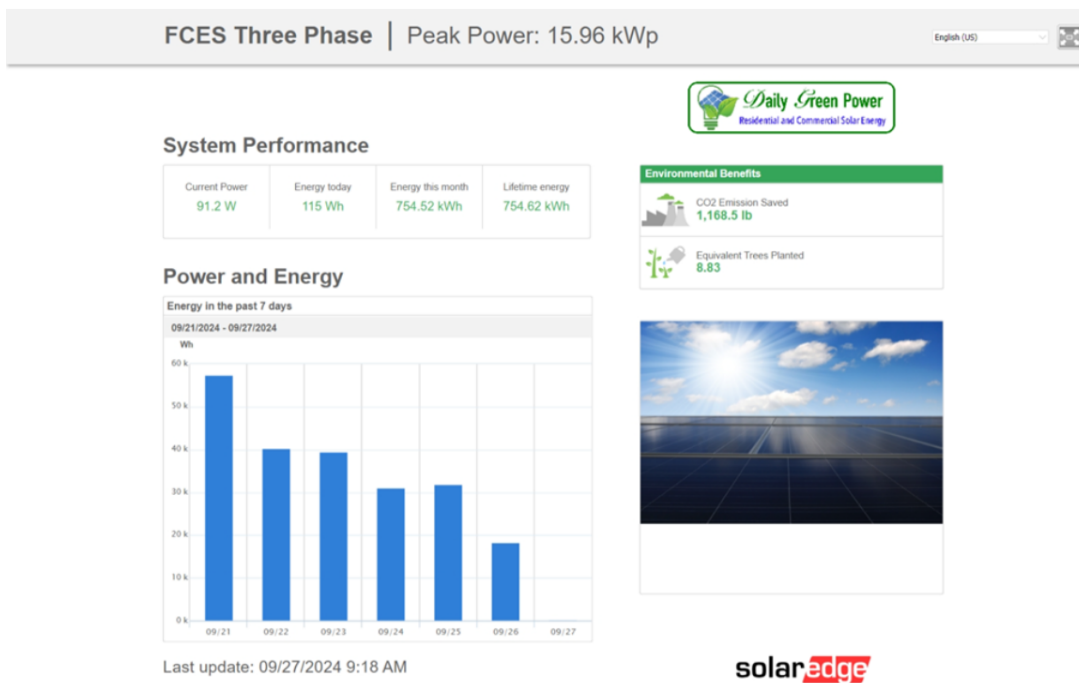 FCES Three Phase | Peak Power: 15.96 kWp
English (US)
Daily Green Power
Residential and Commercial Solar Energy
System Performance
Current Power
91.2 W
Energy today
115 Wh
Energy this month
754.52 kWh
Lifetime energy
754.62 kWh
Environmental Benefits
CO2 Emission Saved
1,168.5 lb
Equivalent Trees Planted
8.83
Power and Energy
Energy in the past 7 days
09/21/2024 - 09/27/2024
Wh
60 k
50 k
40 k
30 k
20 k
10 k
0 k
09/21 09/22 09/23 09/24 09/25 09/26 09/27
Last update: 09/27/2024 9:18 AM
solaredge